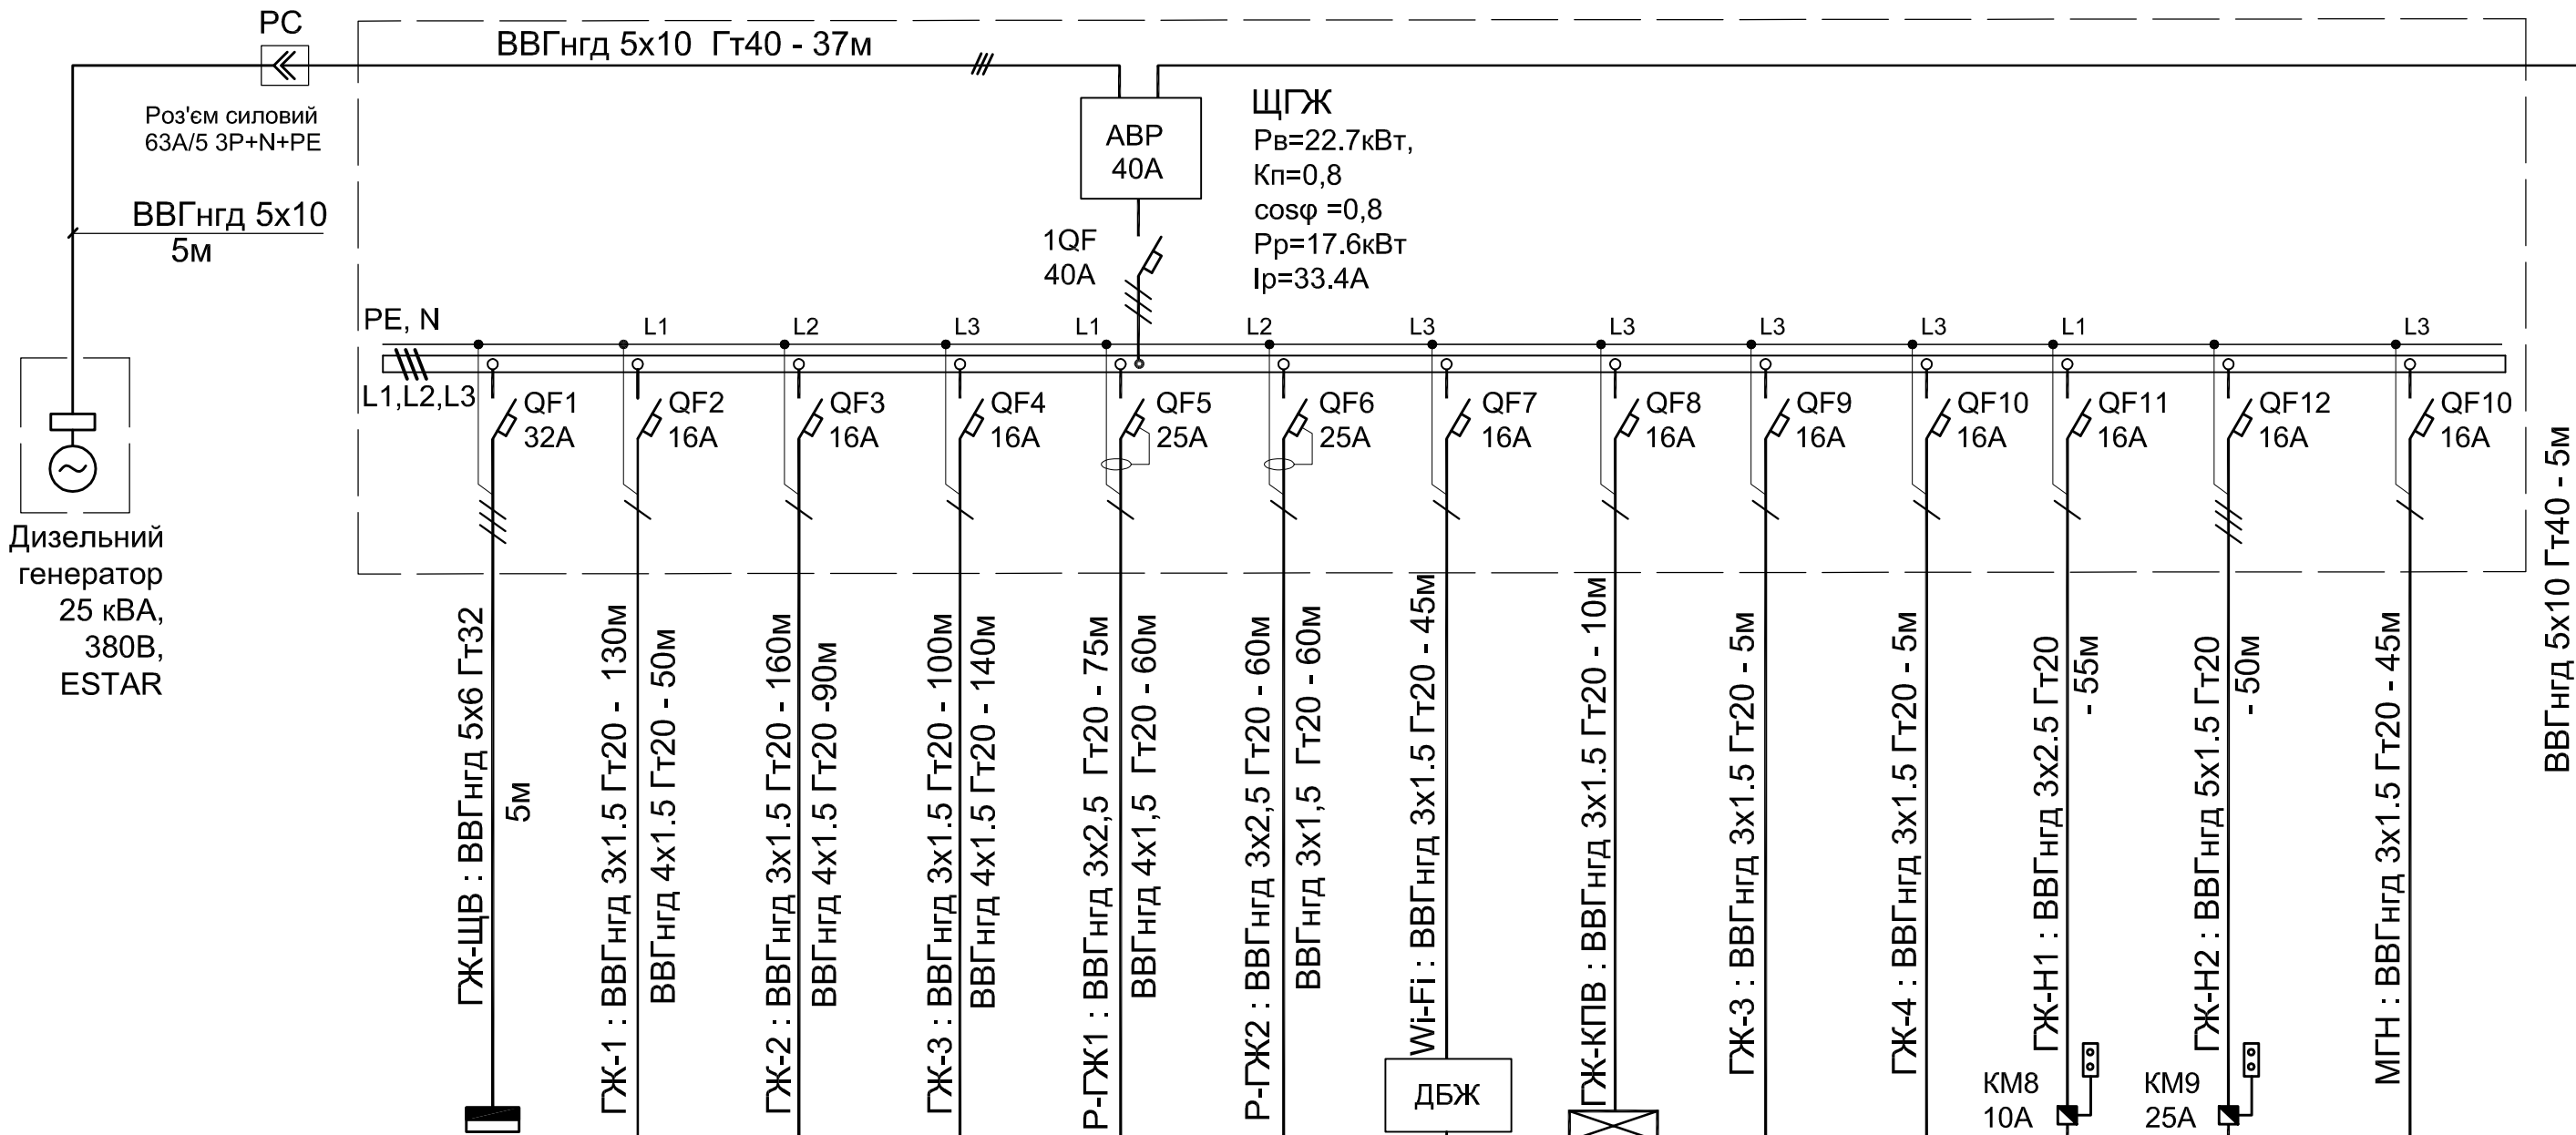 РС
ВВГнгд 5х10  Гт40 - 37м
Роз'єм силовий
63А/5 3Р+N+PE
ВВГнгд 5х10
5м
АВР
40А
ЩГЖ
Рв=22.7кВт,
Кп=0,8
cosφ =0,8
Рр=17.6кВт
Ір=33.4А
1QF
40А
PE, N
L1
L2
L3
L1
L2
L3
L3
L3
L3
L1
L3
L1,L2,L3
QF1
32А
QF2
16А
QF3
16А
QF4
16А
QF5
25А
QF6
25А
QF7
16А
QF8
16А
QF9
16А
QF10
16А
QF11
16А
QF12
16А
QF10
16А
Дизельний
генератор
25 кВА,
380В,
ESTAR
ГЖ-ЩВ : ВВГнгд 5х6 Гт32
5м
ГЖ-1 : ВВГнгд 3х1.5 Гт20 -  130м
ВВГнгд 4х1.5 Гт20 - 50м
ГЖ-2 : ВВГнгд 3х1.5 Гт20 - 160м
ВВГнгд 4х1.5 Гт20 -90м
ГЖ-3 : ВВГнгд 3х1.5 Гт20 - 100м
ВВГнгд 4х1.5 Гт20 - 140м
Р-ГЖ1 : ВВГнгд 3х2,5  Гт20 - 75м
ВВГнгд 4х1,5  Гт20 - 60м
Р-ГЖ2 : ВВГнгд 3х2,5 Гт20 - 60м
ВВГнгд 3х1,5  Гт20 - 60м
Wi-Fi : ВВГнгд 3х1.5 Гт20 - 45м
ГЖ-КПВ : ВВГнгд 3х1.5 Гт20 - 10м
ГЖ-3 : ВВГнгд 3х1.5 Гт20 - 5м
ГЖ-4 : ВВГнгд 3х1.5 Гт20 - 5м
ГЖ-Н1 : ВВГнгд 3х2.5 Гт20
- 55м
ГЖ-Н2 : ВВГнгд 5х1.5 Гт20
- 50м
МГН : ВВГнгд 3х1.5 Гт20 - 45м
ВВГнгд 5х10 Гт40 - 5м
ДБЖ
КМ8
10А
КМ9
25А